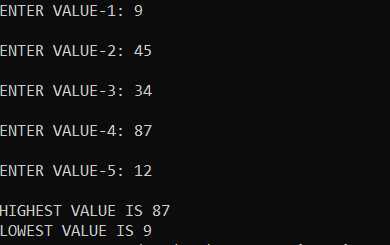 ENTER VALUE-1: 9
ENTER VALUE-2: 45
ENTER VALUE-3: 34
ENTER VALUE-4: 87
ENTER VALUE-5: 12
HIGHEST VALUE IS 87
LOWEST VALUE IS 9